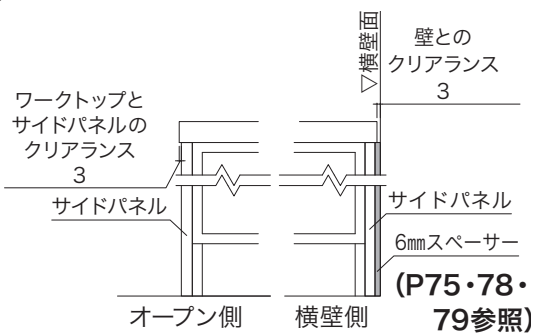 ▽横壁面
壁との
クリアランス
3
ワークトップと
サイドパネルの
クリアランス
3
サイドパネル
サイドパネル
6㎜スペーサー
(P75・78・
79参照)
オープン側
横壁側